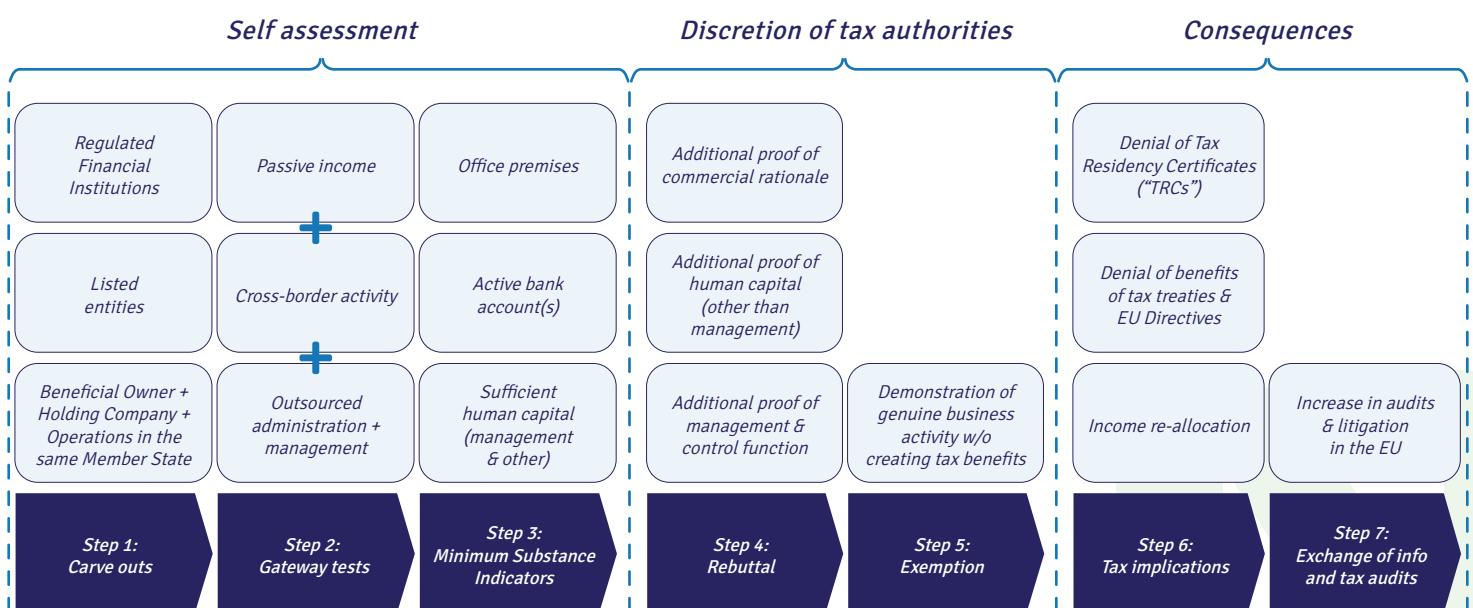 Self assessment
Discretion of tax authorities
Consequences
Regulated
Financial
Institutions
Passive income
Office premises
Additional proof of
commercial rationale
Denial of Tax
Residency Certificates
(“TRCs”)
Listed
entities
Cross-border activity
Active bank
account(s)
Additional proof of
human capital
(other than
management)
Denial of benefits
of tax treaties &
EU Directives
Beneficial Owner +
Holding Company +
Operations in the
same Member State
Outsourced
administration +
management
Sufficient
human capital
(management
& other)
Additional proof of
management &
control function
Demonstration of
genuine business
activity w/o
creating tax benefits
Income re-allocation
Increase in audits
& litigation
in the EU
Step 1:
Carve outs
Step 2:
Gateway tests
Step 3:
Minimum Substance
Indicators
Step 4:
Rebuttal
Step 5:
Exemption
Step 6:
Tax implications
Step 7:
Exchange of info
and tax audits